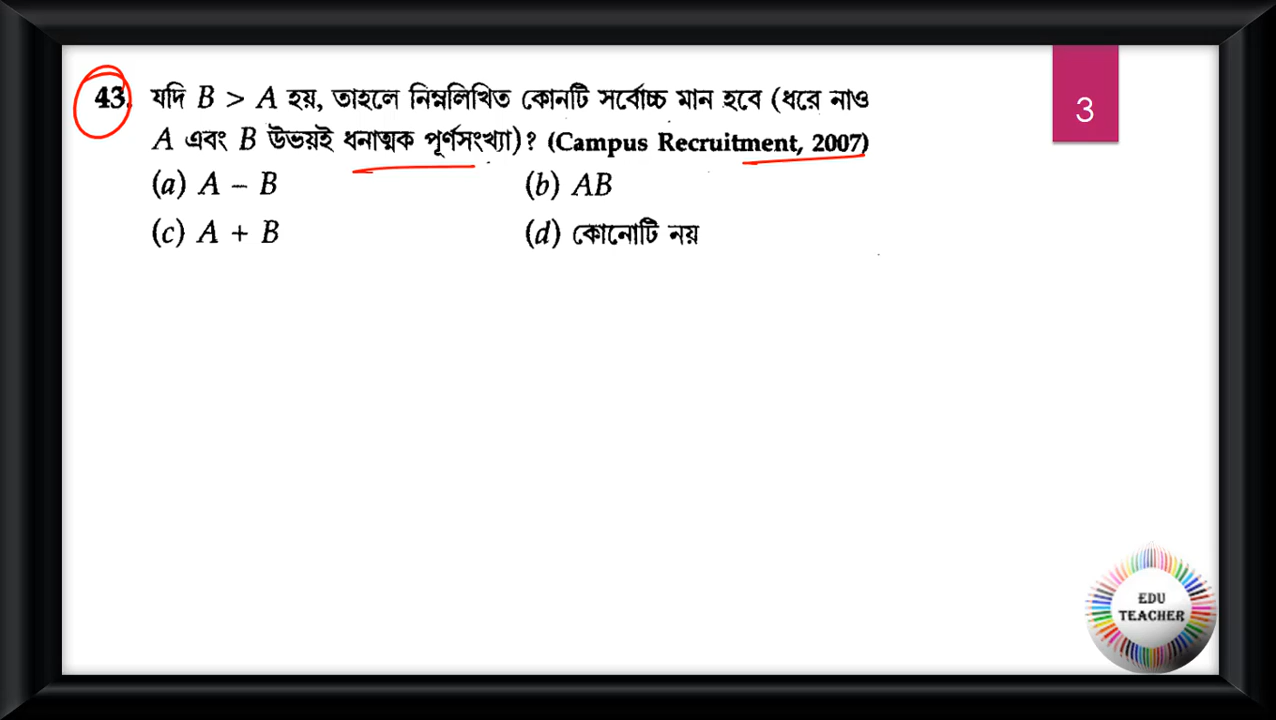 3
43. যদি B > A হয়, তাহলে নিম্নলিখিত কোনটি সর্বোচ্চ মান হবে (ধরে নাও
A এবং B উভয়ই ধনাত্মক পূর্ণসংখ্যা)? (Campus Recruitment, 2007)
(a) A – B (b) AB
(c) A + B (d) কোনোটি নয়
EDU
TEACHER